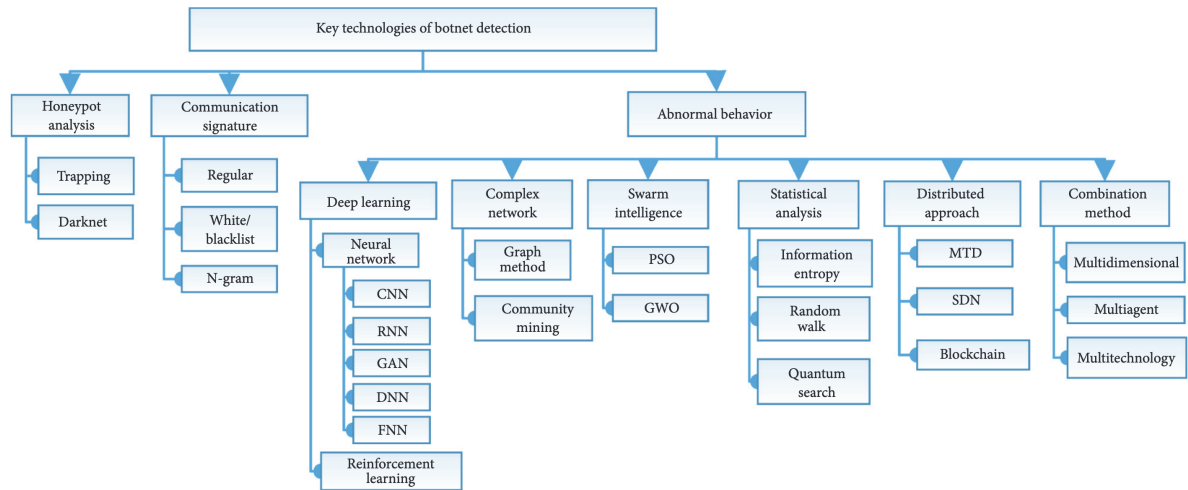 Key technologies of botnet detection
Honeypot
analysis
Trapping
Darknet
Communication
signature
Regular
White/
blacklist
N-gram
Abnormal behavior
Deep learning
Neural
network
CNN
RNN
GAN
DNN
FNN
Reinforcement
learning
Complex
network
Graph
method
Community
mining
Swarm
intelligence
PSO
GWO
Statistical
analysis
Information
entropy
Random
walk
Quantum
search
Distributed
approach
MTD
SDN
Blockchain
Combination
method
Multidimensional
Multiagent
Multitechnology